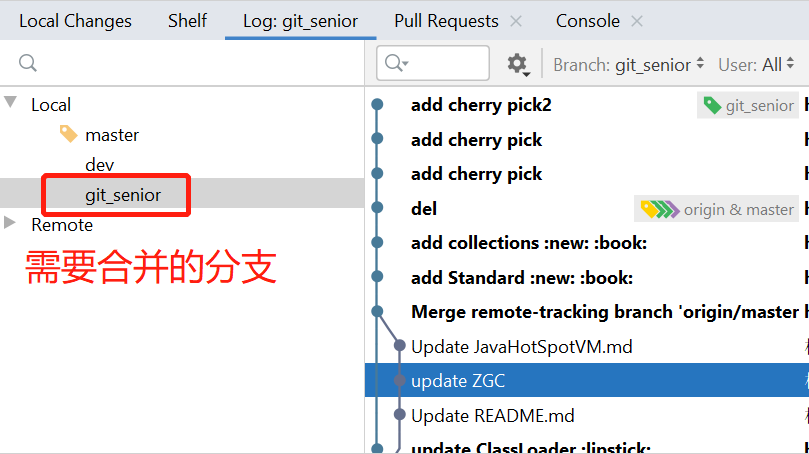 Local Changes Shelf Log: git_senior Pull Requests Console
Branch: git_senior User: All
Local
master
dev
git_senior
Remote
需要合并的分支
add cherry pick2 git_senior
add cherry pick
add cherry pick
del origin & master
add collections :new: :book:
add Standard :new: :book:
Merge remote-tracking branch 'origin/master
Update JavaHotSpotVM.md
update ZGC
Update README.md
update ClassLoader :lipstick: